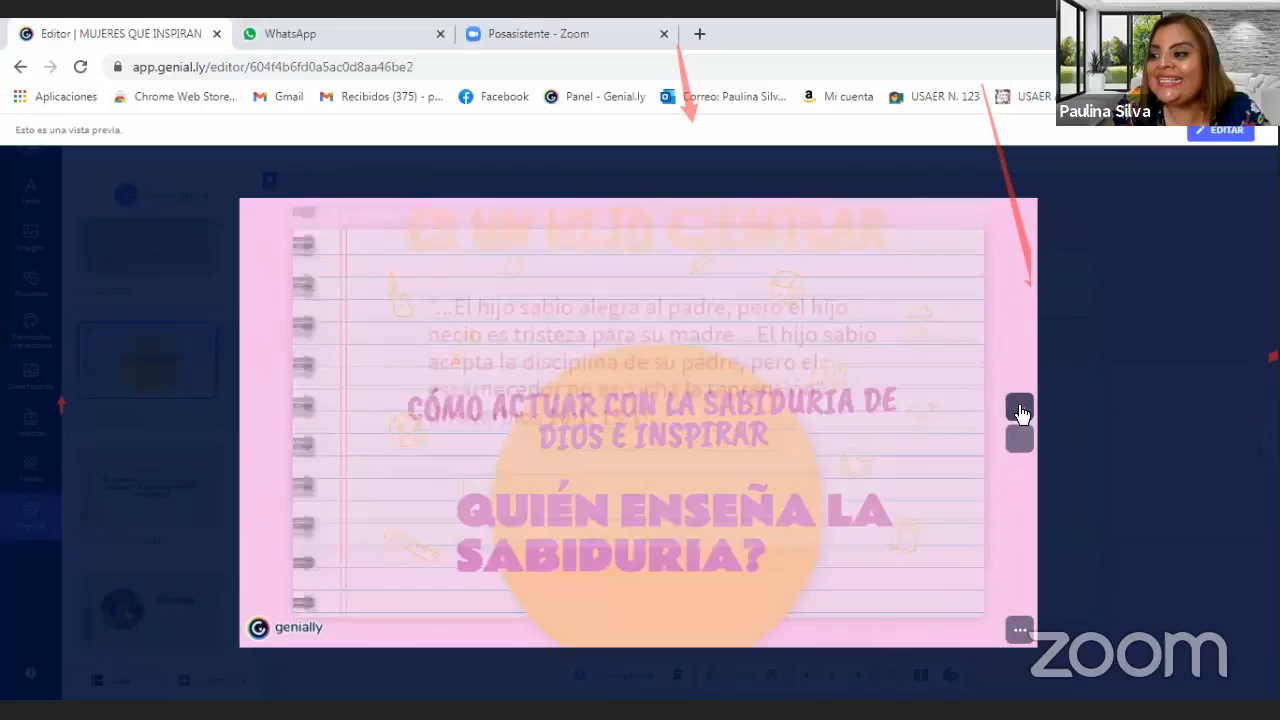 Editor | MUJERES QUE INSPIRAN
WhatsApp
Zoom
app.genial.ly/editor/604f4b6fd0a5ac0d8aa46be2
Aplicaciones
Chrome Web Store...
Gmail
Recibidos (375) - p...
Facebook
Panel - Genial.ly
Correo: Paulina Silv...
Mi cuenta
USAER N. 123
USAER
Paulina Silva
Esto es una vista previa.
EDITAR
ES UN HIJO EJEMPLAR
"...El hijo sabio alegra al padre, pero el hijo
necio es tristeza para su madre... El hijo sabio
acepta la disciplina de su padre, pero el
CÓMO ACTUAR CON LA SABIDURIA DE
DIOS E INSPIRAR
QUIÉN ENSEÑA LA
SABIDURIA?
genially
zoom